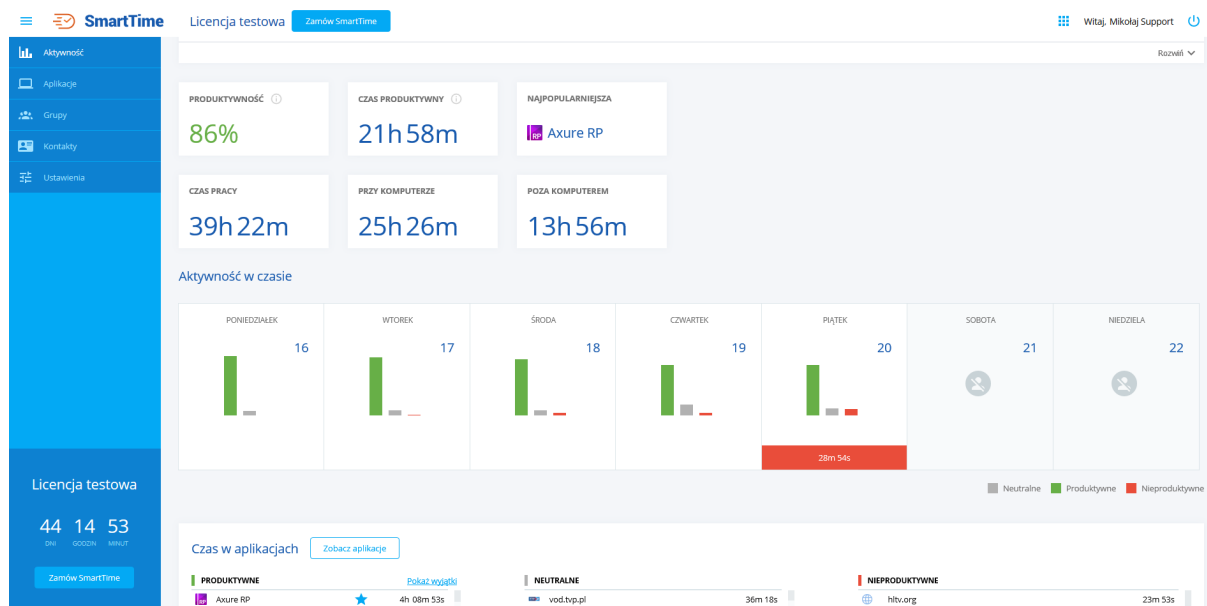 SmartTime Licencja testowa Zamów SmartTime Witaj, Mikołaj Support
Aktywność
Aplikacje
Grupy
Kontakty
Ustawienia
Rozwiń
PRODUKTYWNOŚĆ CZAS PRODUKTYWNY NAJPOPULARNIEJSZA
86% 21h 58m RP Axure RP
CZAS PRACY PRZY KOMPUTERZE POZA KOMPUTEREM
39h 22m 25h 26m 13h 56m
Aktywność w czasie
PONIEDZIAŁEK WTOREK ŚRODA CZWARTEK PIĄTEK SOBOTA NIEDZIELA
16 17 18 19 20 21 22
28m 54s
Neutralne Produktywne Nieproduktywne
Licencja testowa
44 14 53
DNI GODZIN MINUT
Zamów SmartTime
Czas w aplikacjach Zobacz aplikacje
PRODUKTYWNE Pokaż wyjątki NEUTRALNE NIEPRODUKTYWNE
RP Axure RP 4h 08m 53s vod.tvp.pl 36m 18s hltv.org 23m 53s